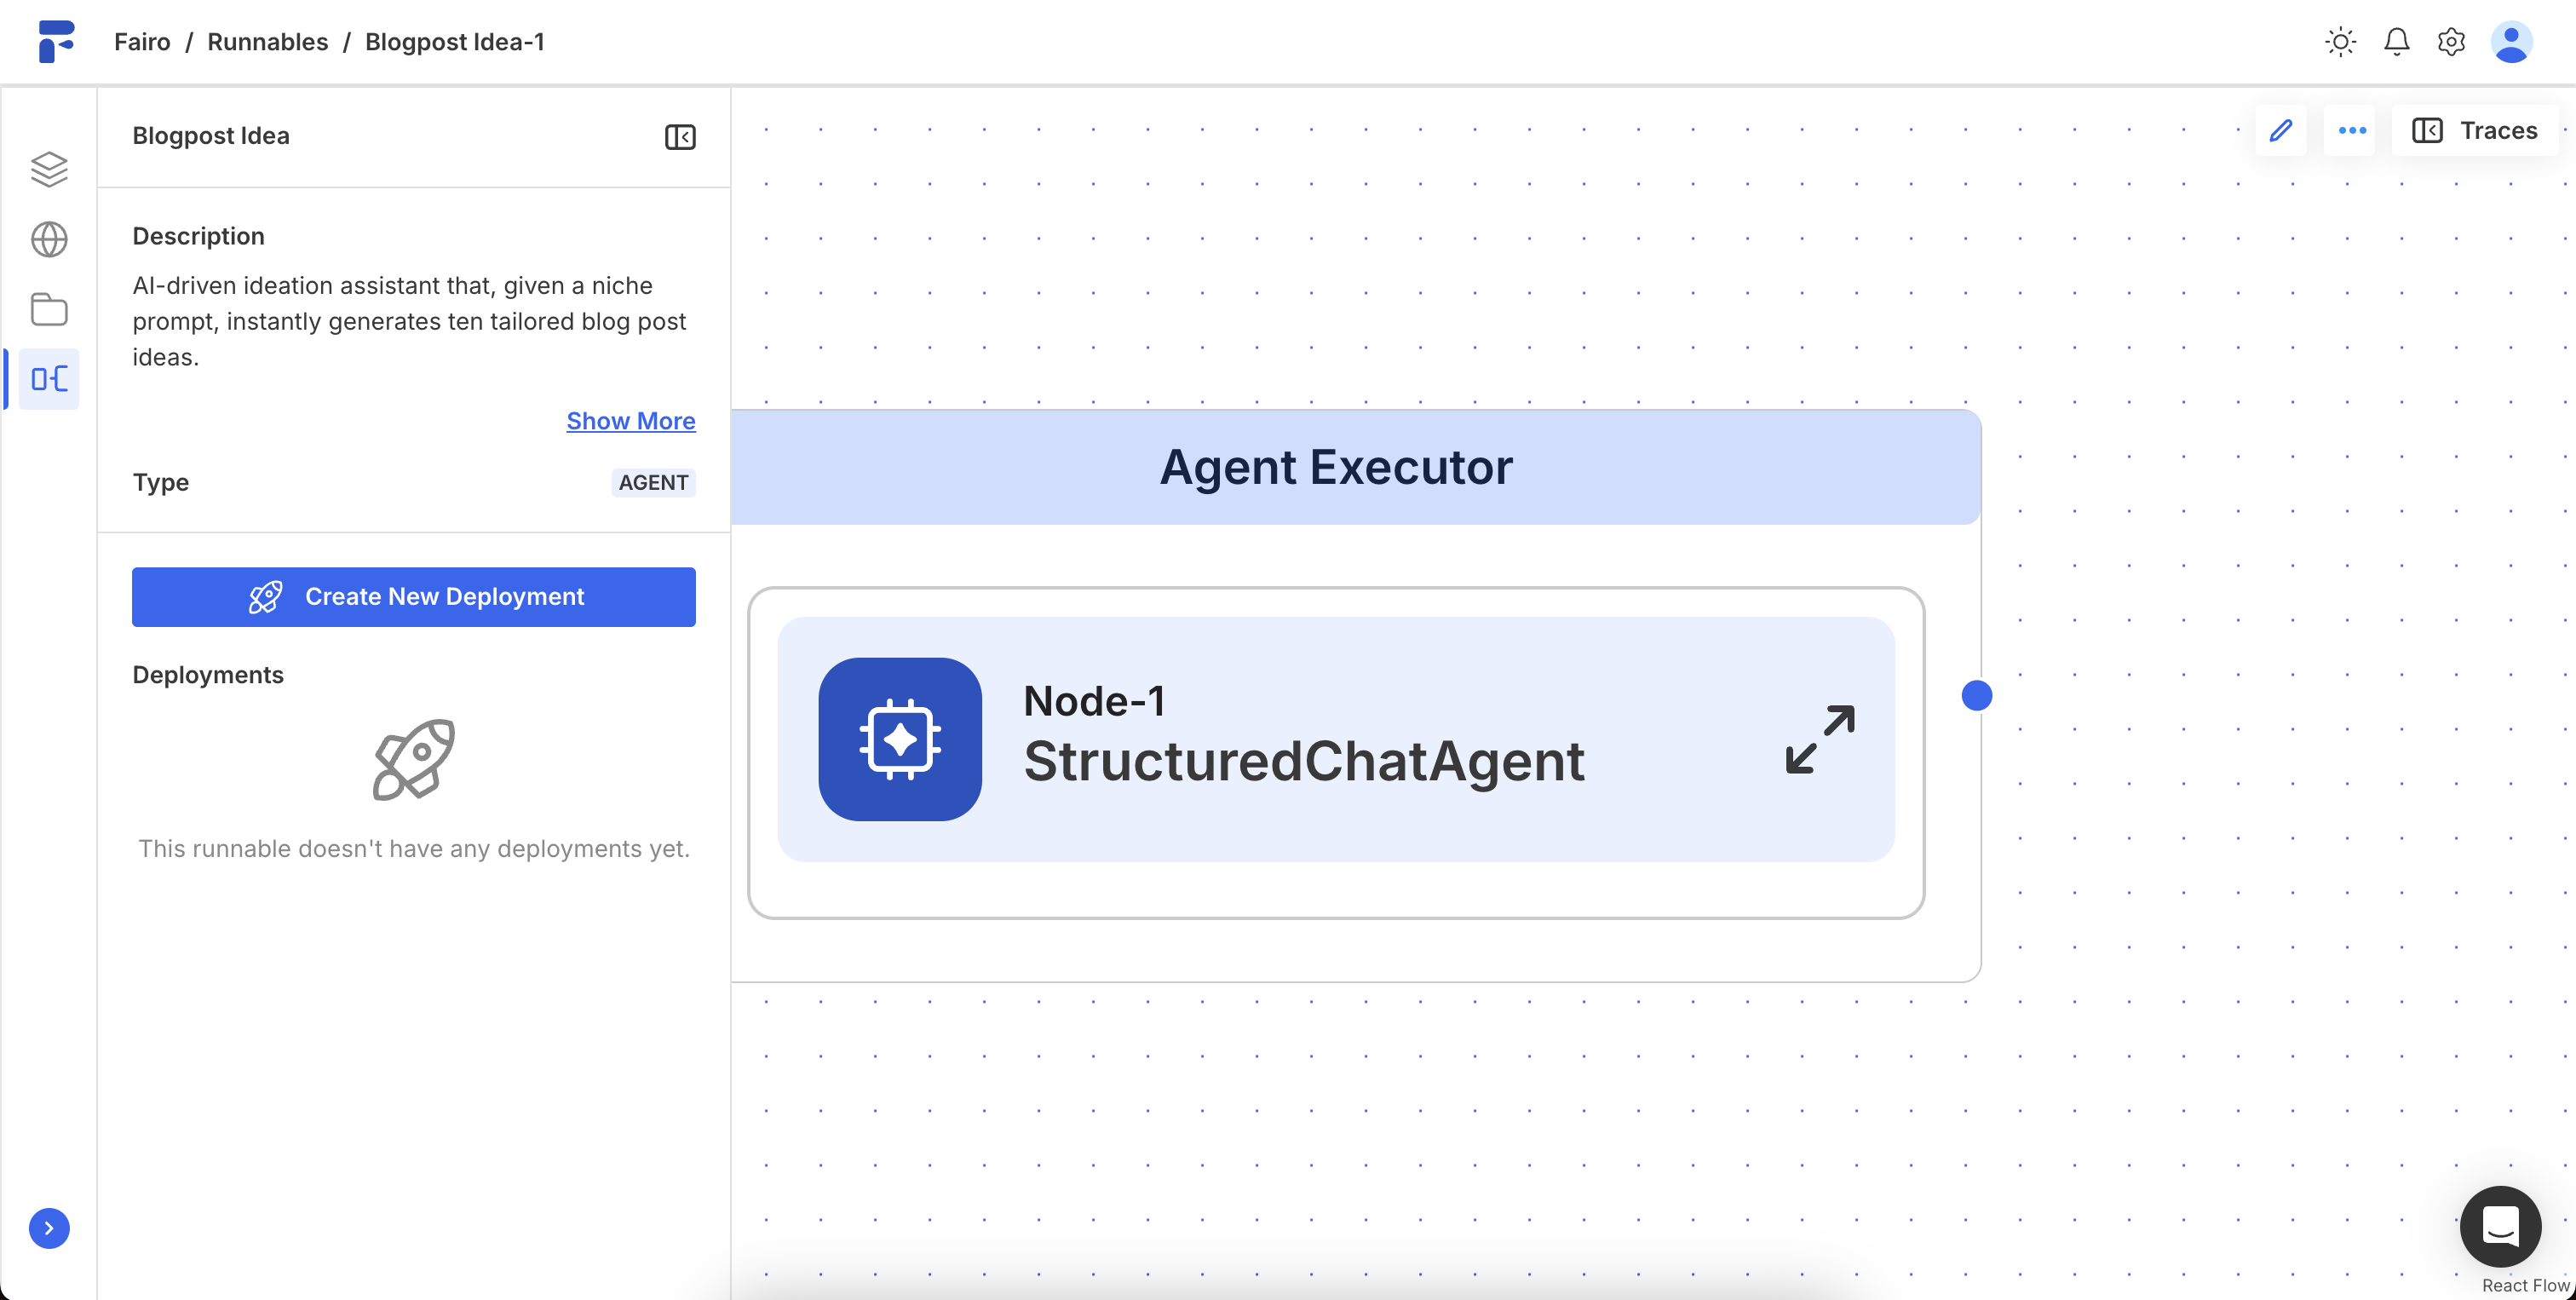 Fairo / Runnables / Blogpost Idea-1
Blogpost Idea
Traces
Description
AI-driven ideation assistant that, given a niche
prompt, instantly generates ten tailored blog post
ideas.
Show More
Type AGENT
Create New Deployment
Deployments
This runnable doesn't have any deployments yet.
Agent Executor
Node-1
StructuredChatAgent
React Flow